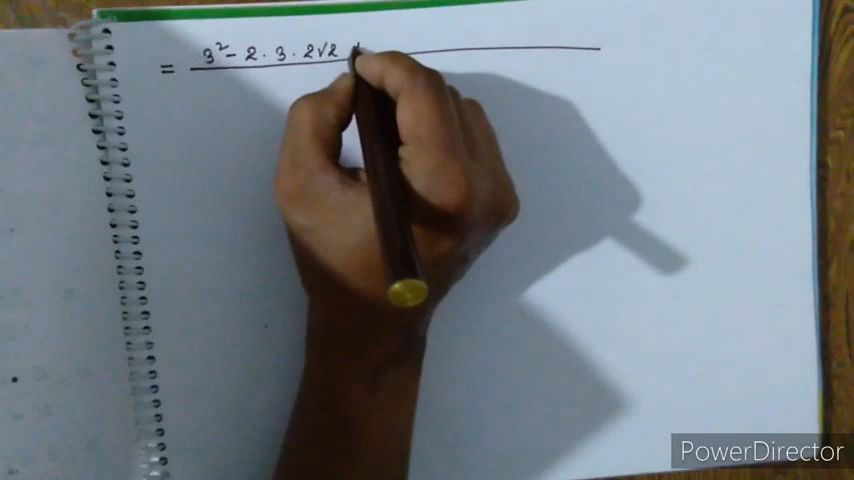 = 3² - 2 . 3 . 2√2 +
PowerDirector